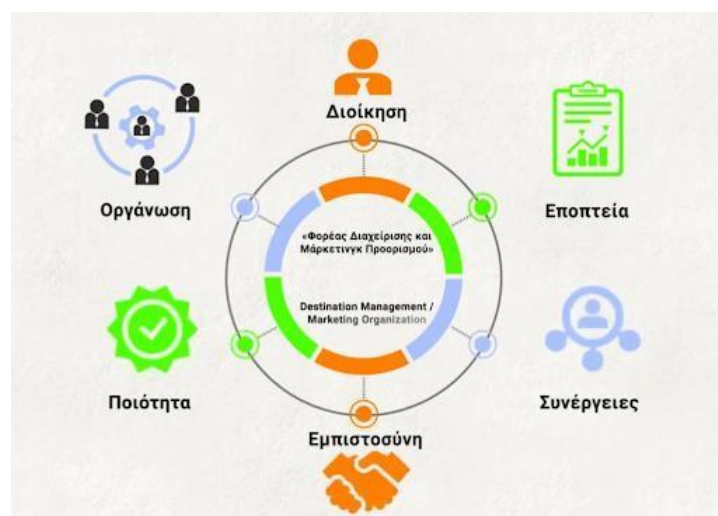 Διοίκηση
Οργάνωση
Εποπτεία
«Φορέας Διαχείρισης και
Μάρκετινγκ Προορισμού»
Destination Management /
Marketing Organization
Ποιότητα
Συνέργειες
Εμπιστοσύνη